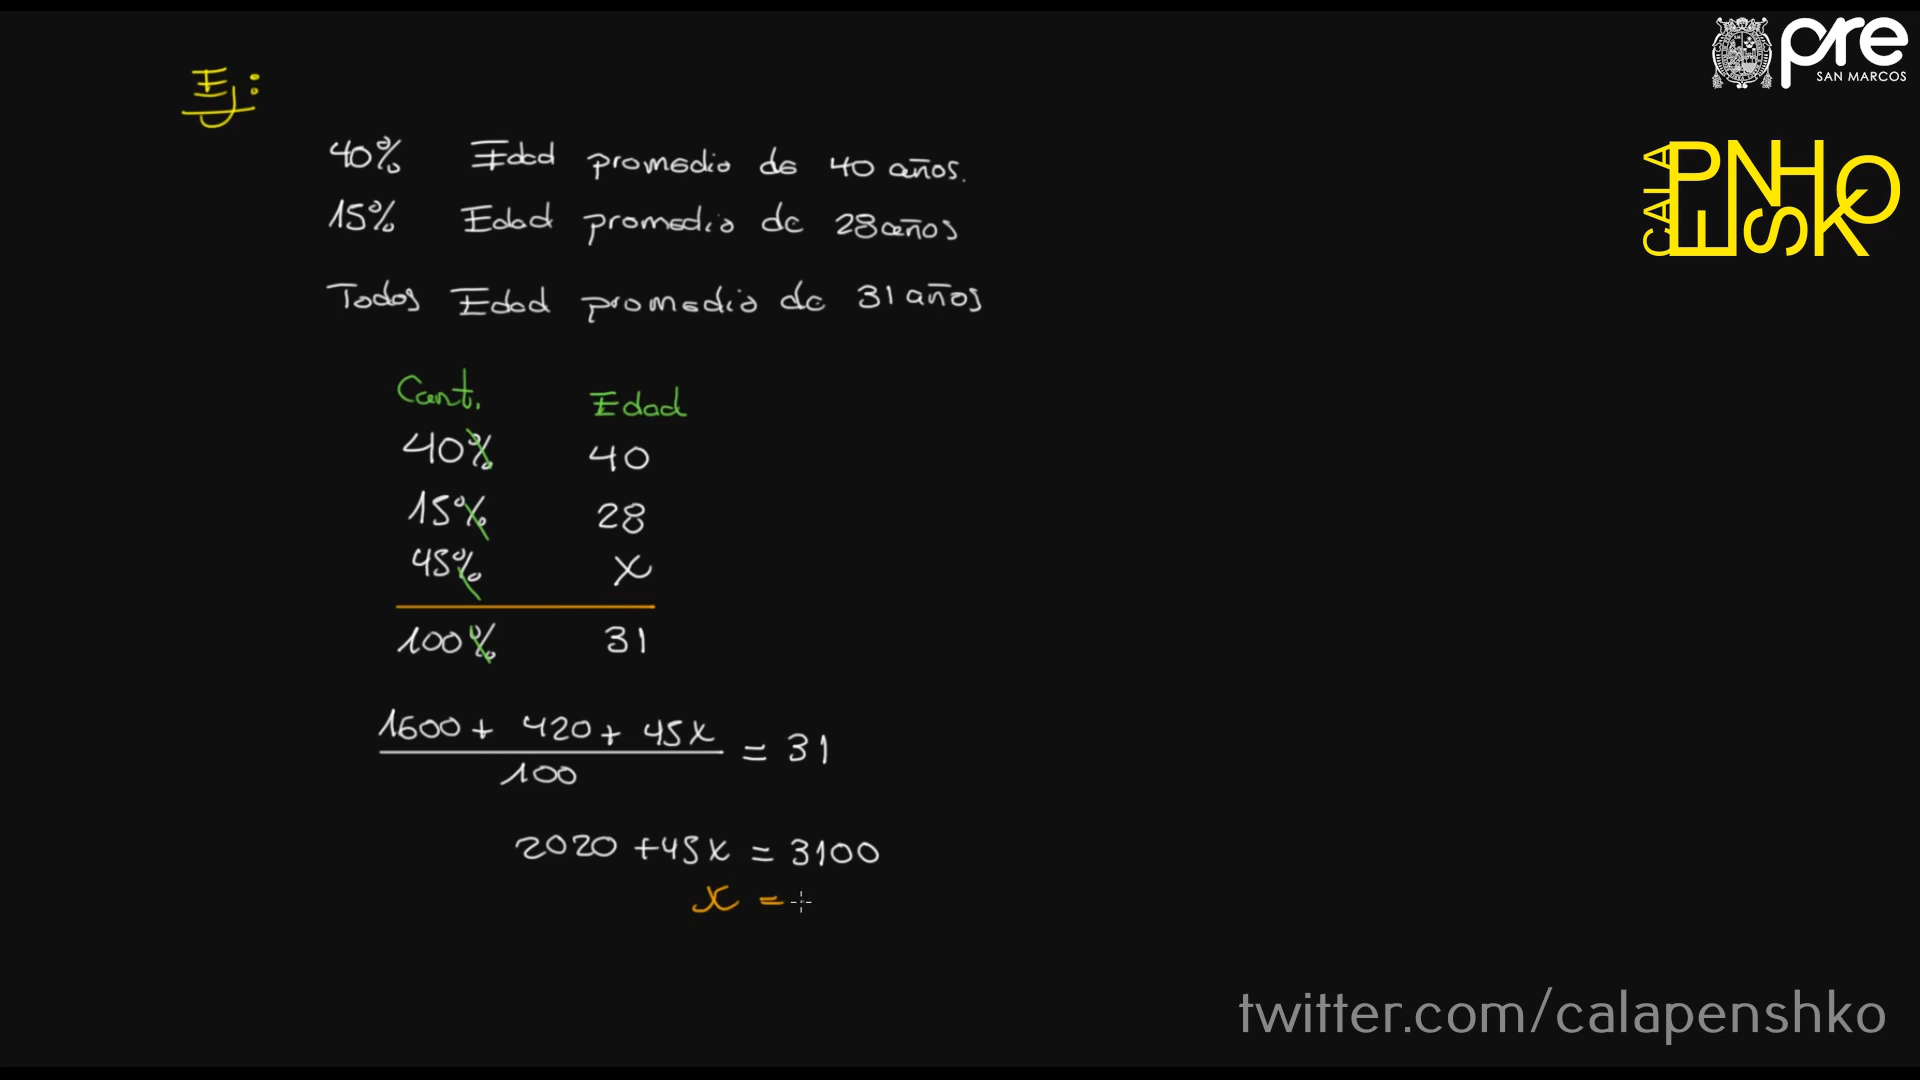 Ej:
40% Edad promedio de 40 años.
15% Edad promedio de 28 años
Todos Edad promedio de 31 años
Cant. Edad
40% 40
15% 28
45% x
100% 31
1600 + 420 + 45x
100
= 31
2020 + 45x = 3100
x =
pre
SAN MARCOS
CALA
PENSHKO
twitter.com/calapenshko